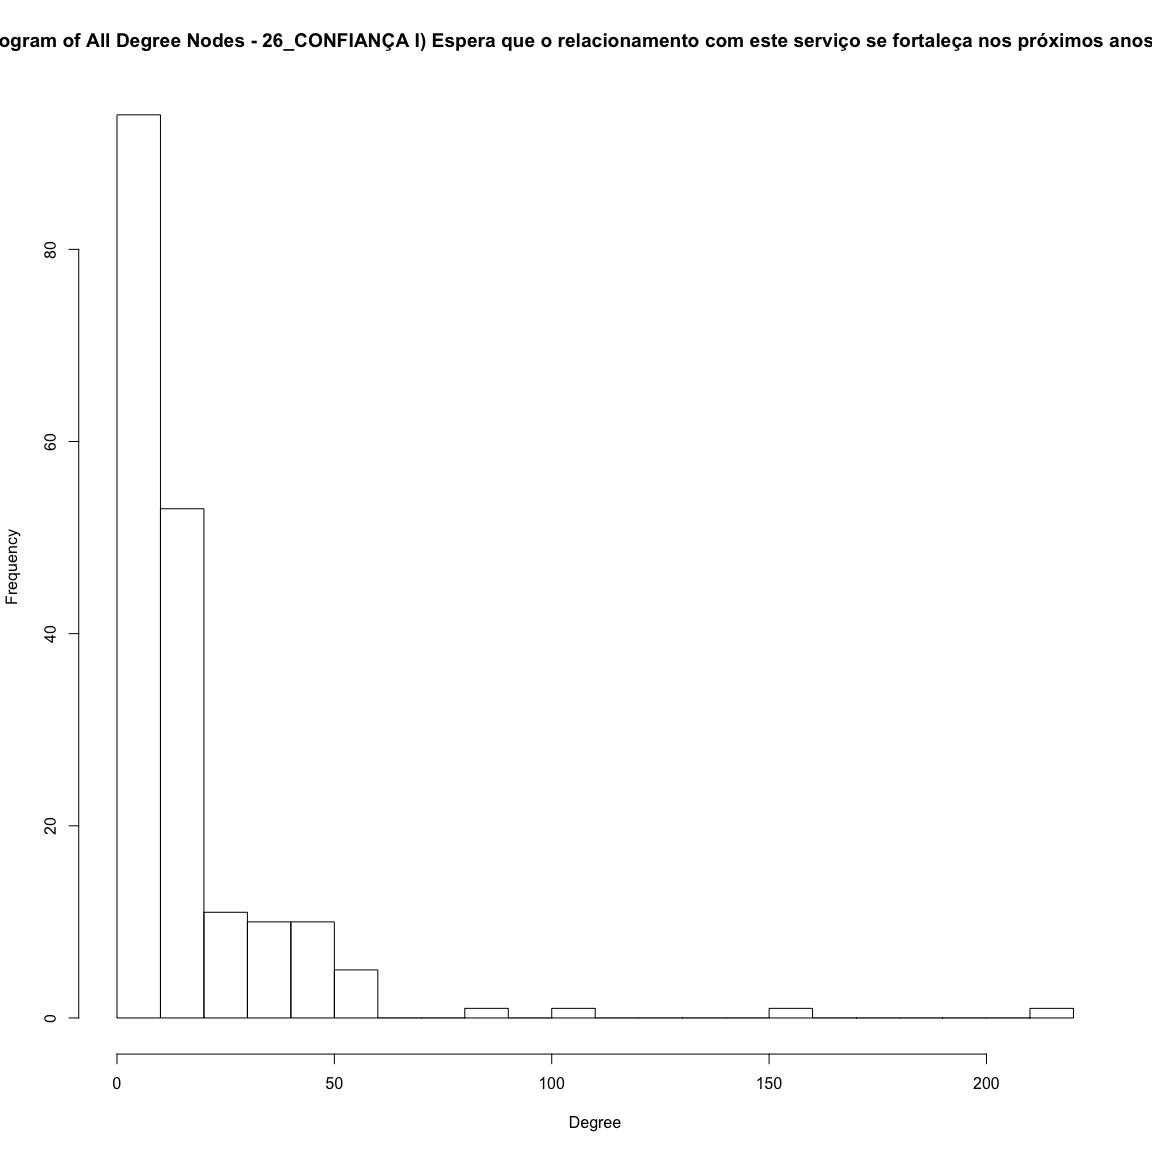 ogram of All Degree Nodes - 26_CONFIANÇA l) Espera que o relacionamento com este serviço se fortaleça nos próximos anos
80
60
40
20
0
Frequency
0 50 100 150 200
Degree